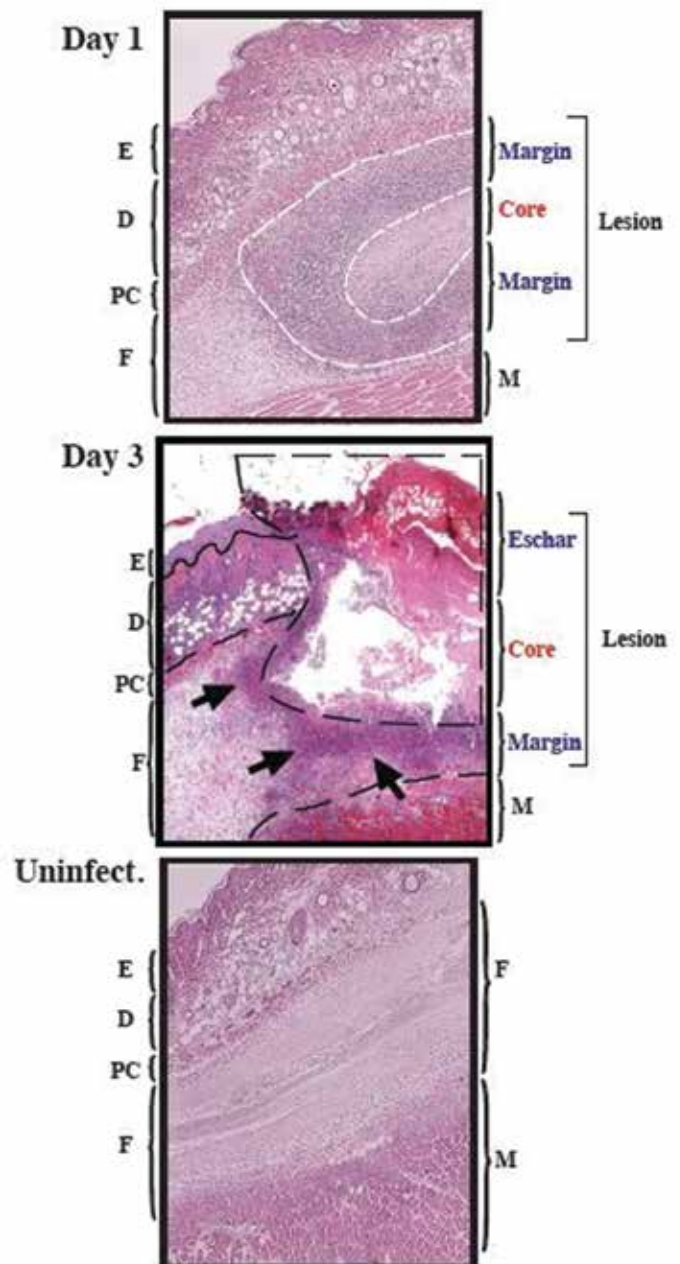 Day 1
E
D
PC
F
Margin
Core
Margin
Lesion
M
Day 3
E
D
PC
F
Eschar
Core
Margin
Lesion
M
Uninfect.
E
D
PC
F
F
M